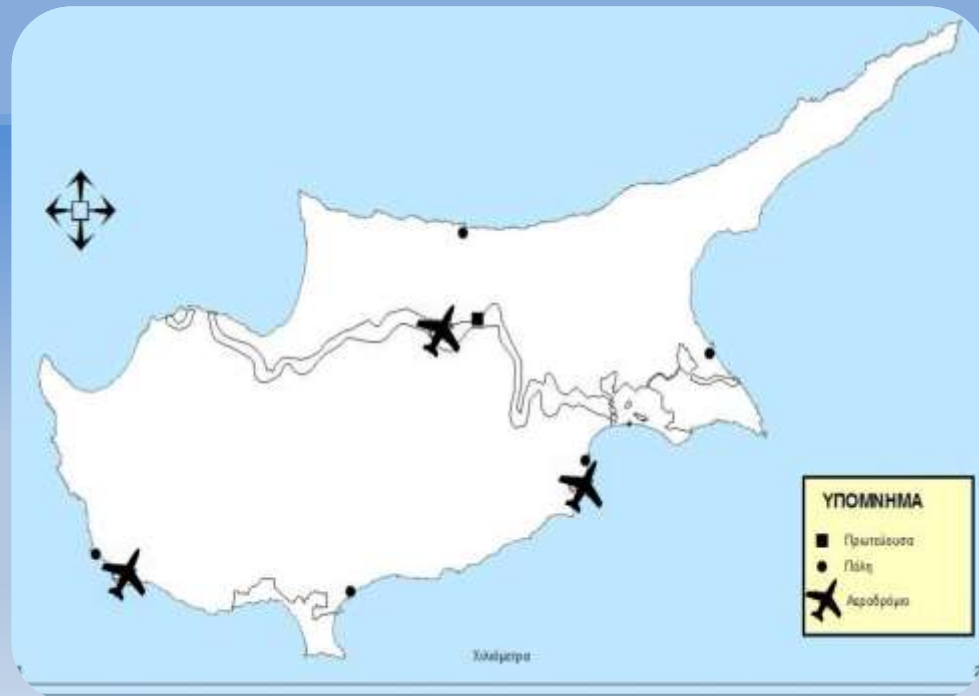 ΥΠΟΜΝΗΜΑ
Πρωτεύουσα
Πόλη
Αεροδρόμιο
Χιλιόμετρα